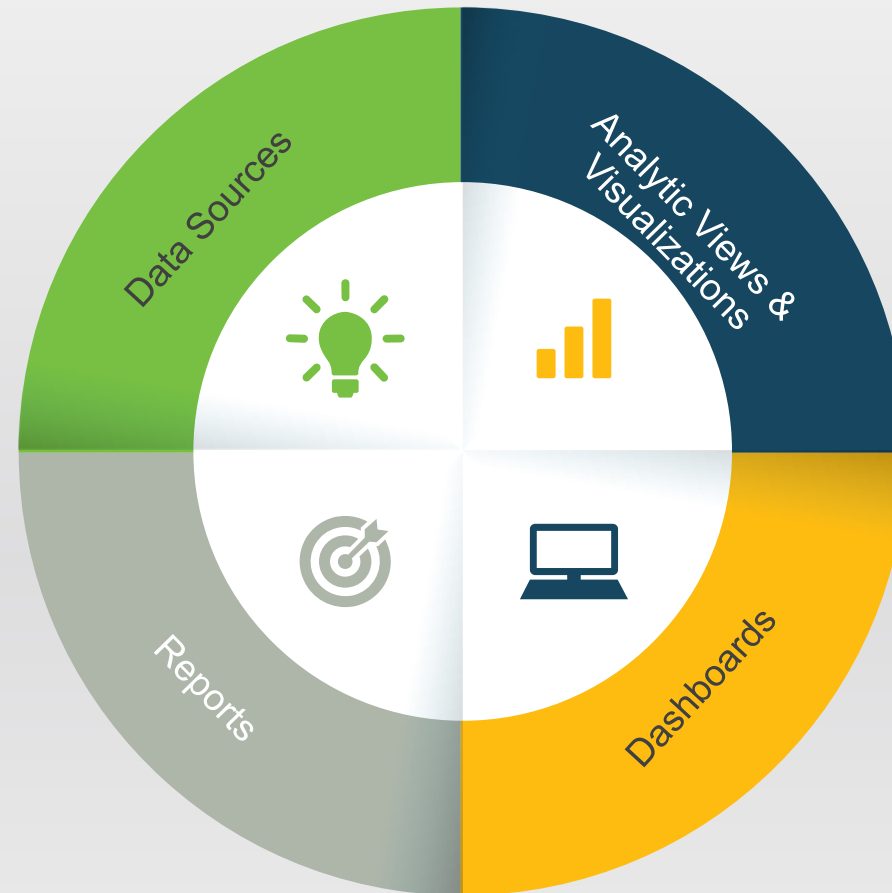 Data Sources
Analytic Views &
Visualizations
Reports
Dashboards